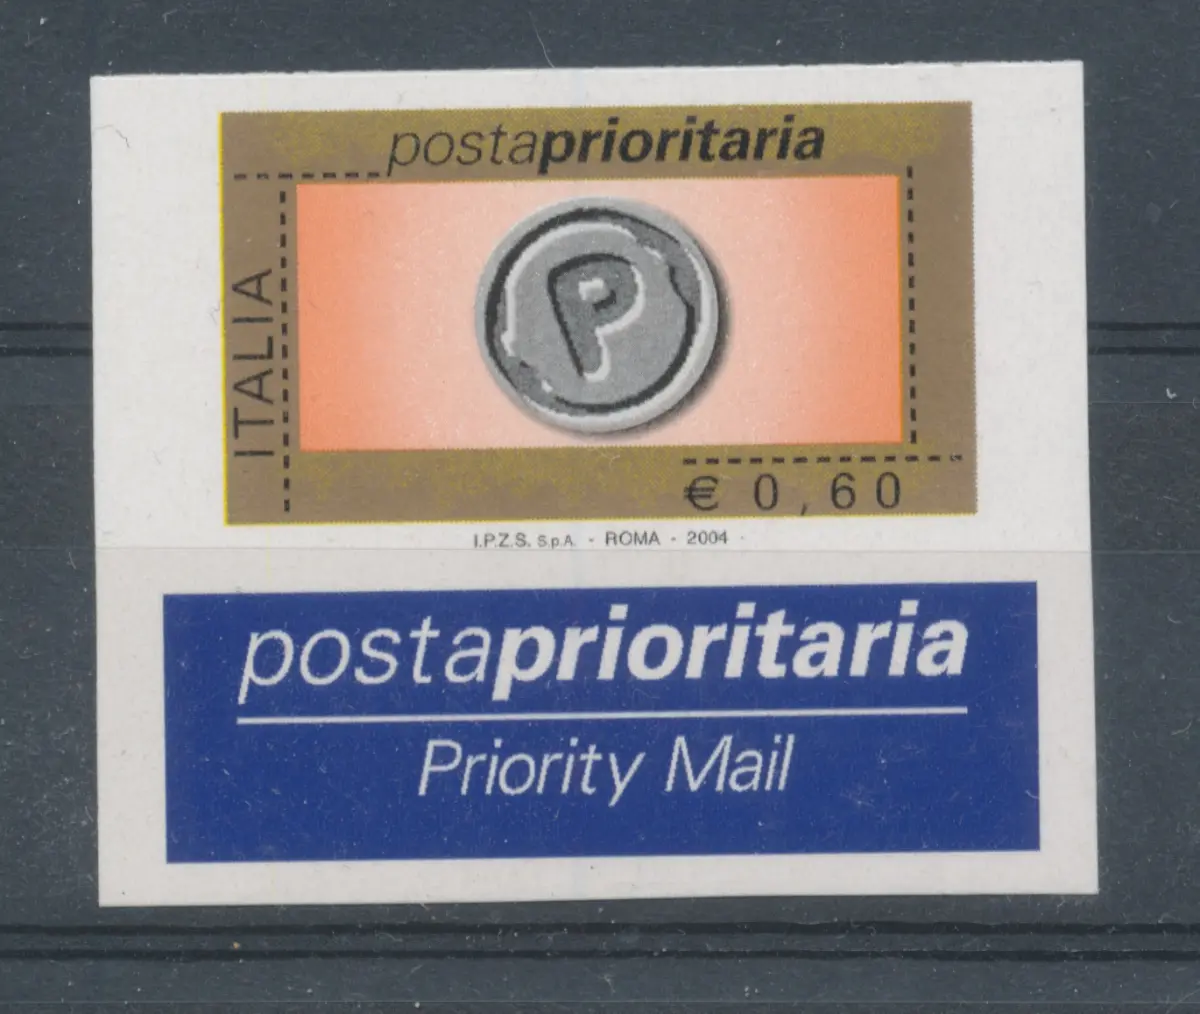 postaprioritaria
ITALIA
P
€ 0,60
I.P.Z.S. S.p.A. - ROMA - 2004
postaprioritaria
Priority Mail